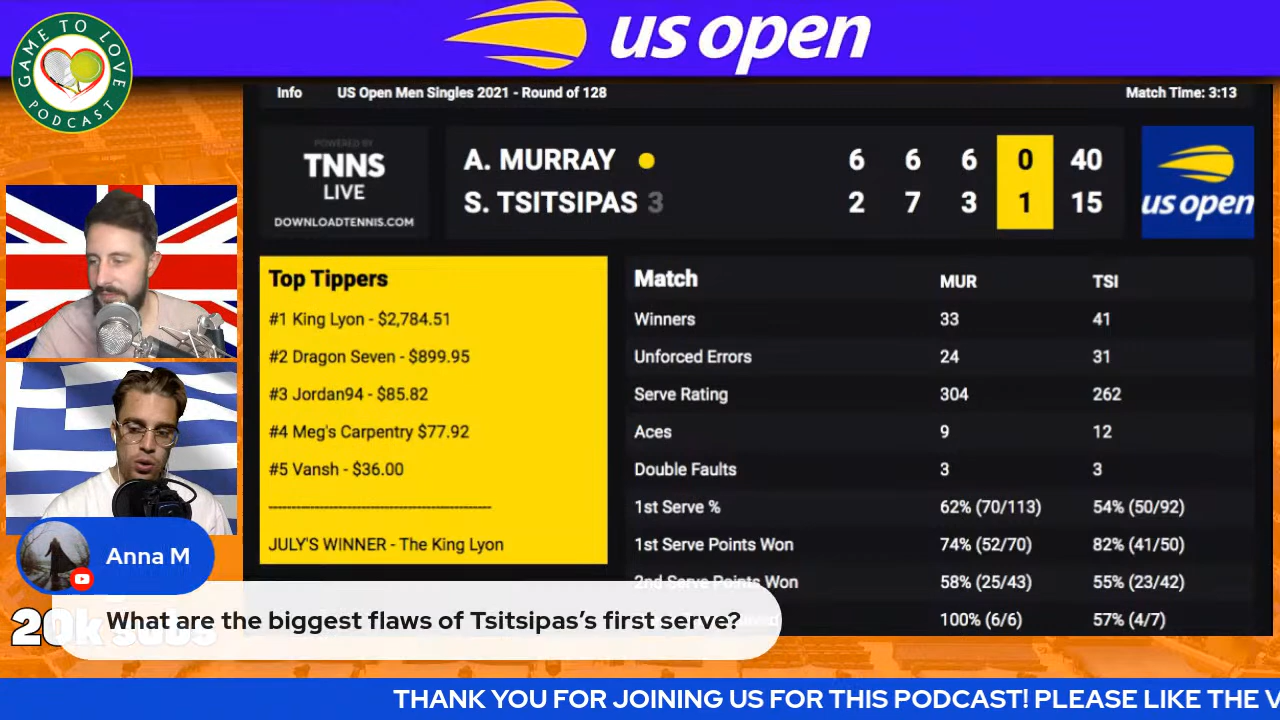 GAME TO LOVE
PODCAST
us open
Info US Open Men Singles 2021 - Round of 128 Match Time: 3:13
POWERED BY
TNNS
LIVE
DOWNLOADTENNIS.COM
A. MURRAY 6 6 6 0 40
S. TSITSIPAS 3 2 7 3 1 15
us open
Top Tippers
#1 King Lyon - $2,784.51
#2 Dragon Seven - $899.95
#3 Jordan94 - $85.82
#4 Meg's Carpentry $77.92
#5 Vansh - $36.00
JULY'S WINNER - The King Lyon
Match MUR TSI
Winners 33 41
Unforced Errors 24 31
Serve Rating 304 262
Aces 9 12
Double Faults 3 3
1st Serve % 62% (70/113) 54% (50/92)
1st Serve Points Won 74% (52/70) 82% (41/50)
2nd Serve Points Won 58% (25/43) 55% (23/42)
100% (6/6) 57% (4/7)
Anna M
20k subs
What are the biggest flaws of Tsitsipas's first serve?
THANK YOU FOR JOINING US FOR THIS PODCAST! PLEASE LIKE THE V